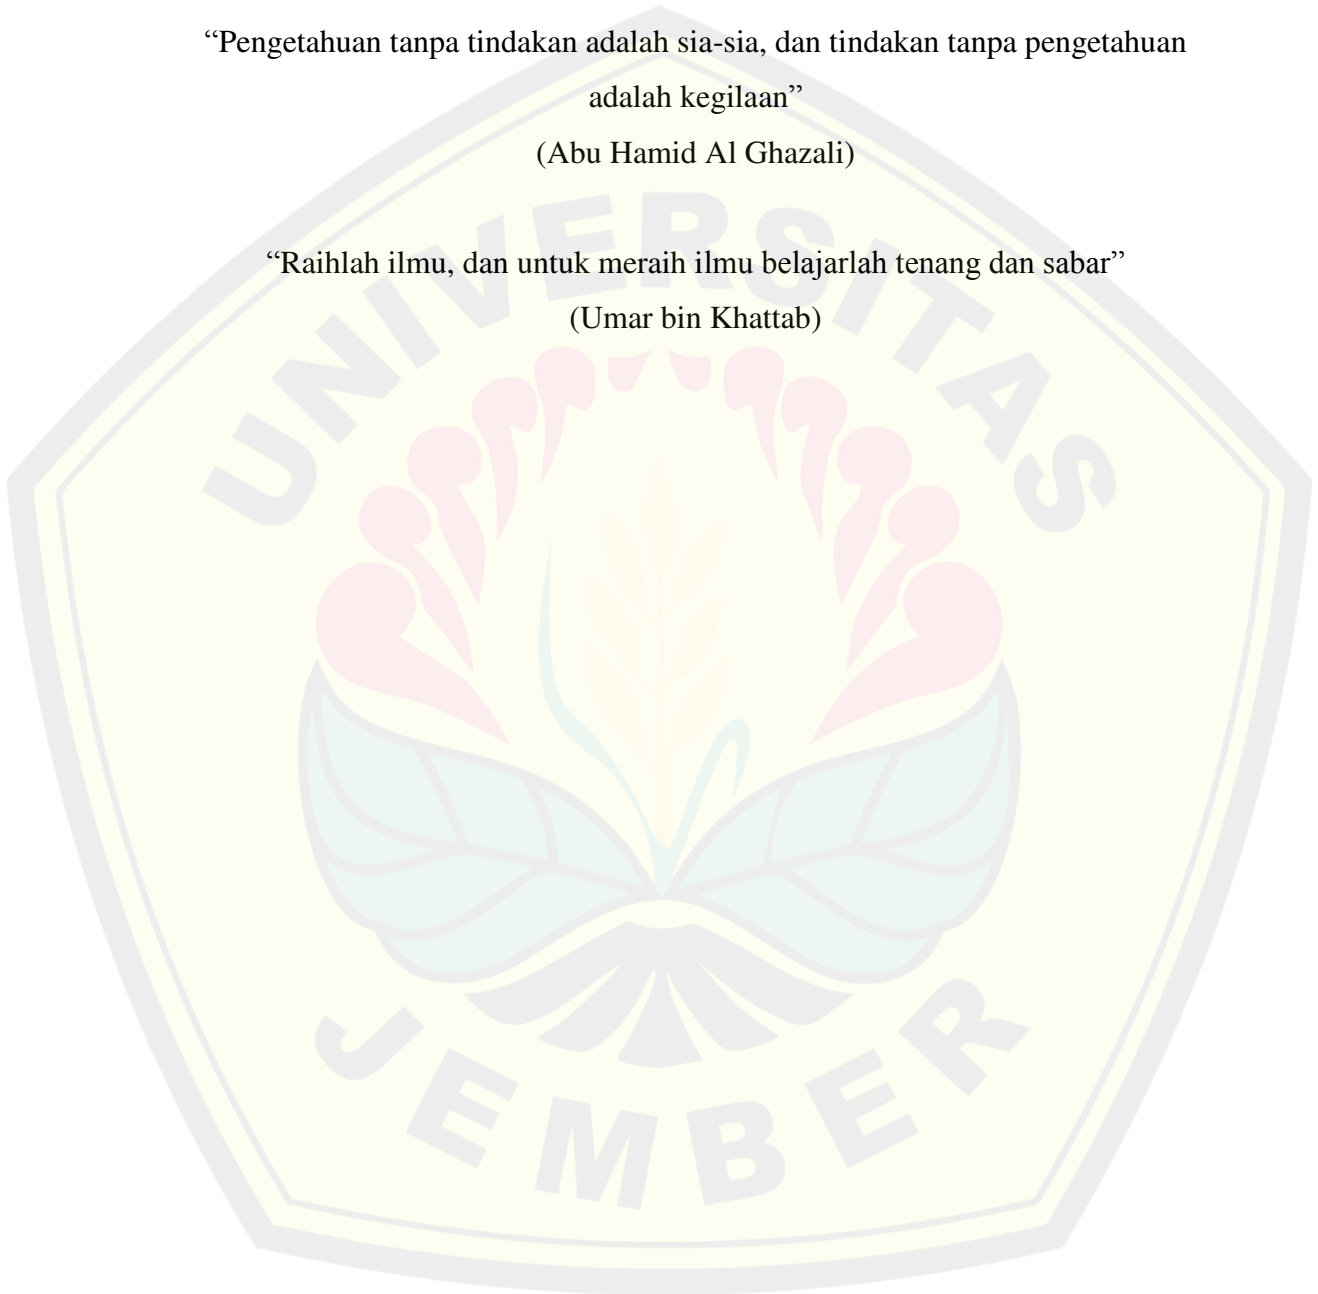 “Pengetahuan tanpa tindakan adalah sia-sia, dan tindakan tanpa pengetahuan
adalah kegilaan”
(Abu Hamid Al Ghazali)
“Raihlah ilmu, dan untuk meraih ilmu belajarlah tenang dan sabar”
(Umar bin Khattab)
UNIVERSITAS
JEMBER